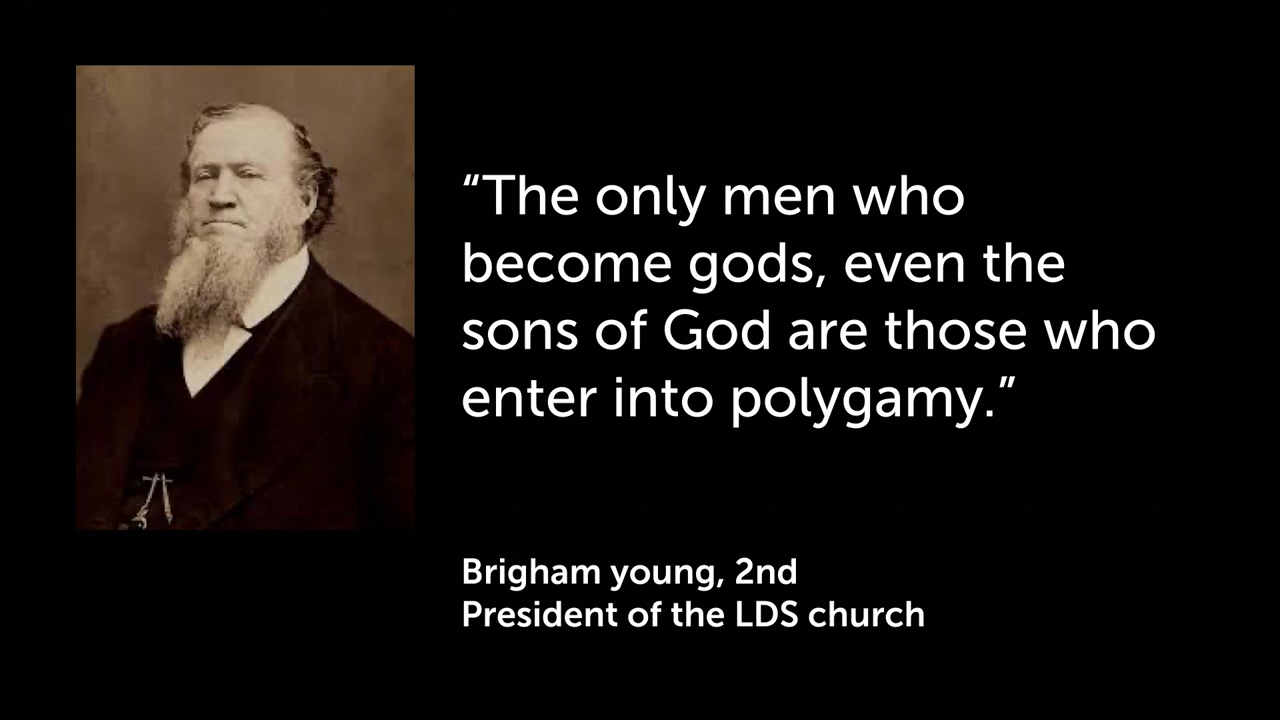 “The only men who
become gods, even the
sons of God are those who
enter into polygamy.”
Brigham young, 2nd
President of the LDS church